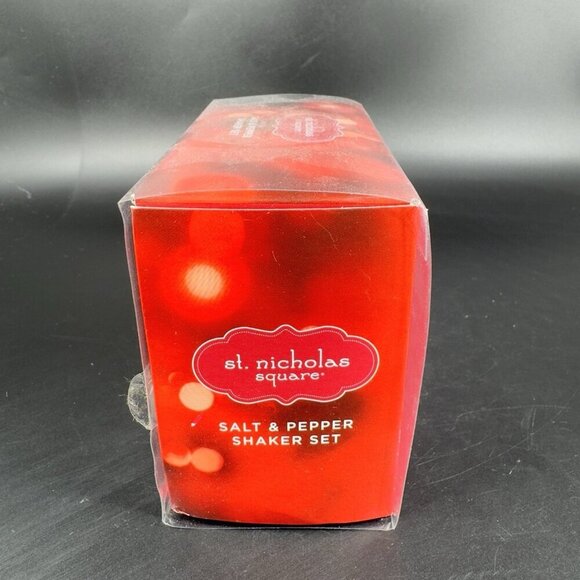 st. nicholas
square®
SALT & PEPPER
SHAKER SET